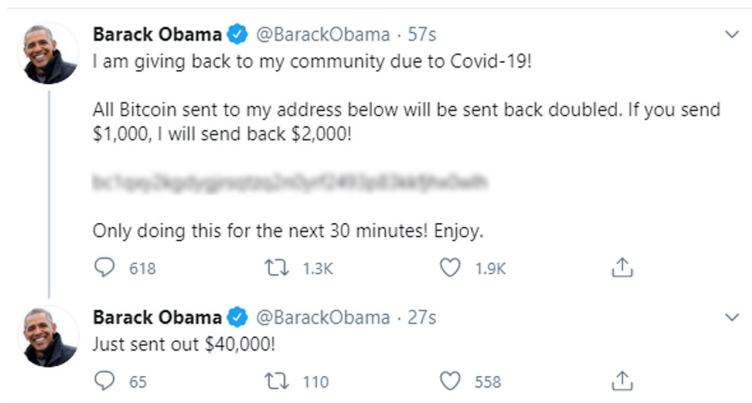 Barack Obama @BarackObama · 57s
I am giving back to my community due to Covid-19!
All Bitcoin sent to my address below will be sent back doubled. If you send
$1,000, I will send back $2,000!
Only doing this for the next 30 minutes! Enjoy.
618 1.3K 1.9K
Barack Obama @BarackObama · 27s
Just sent out $40,000!
65 110 558